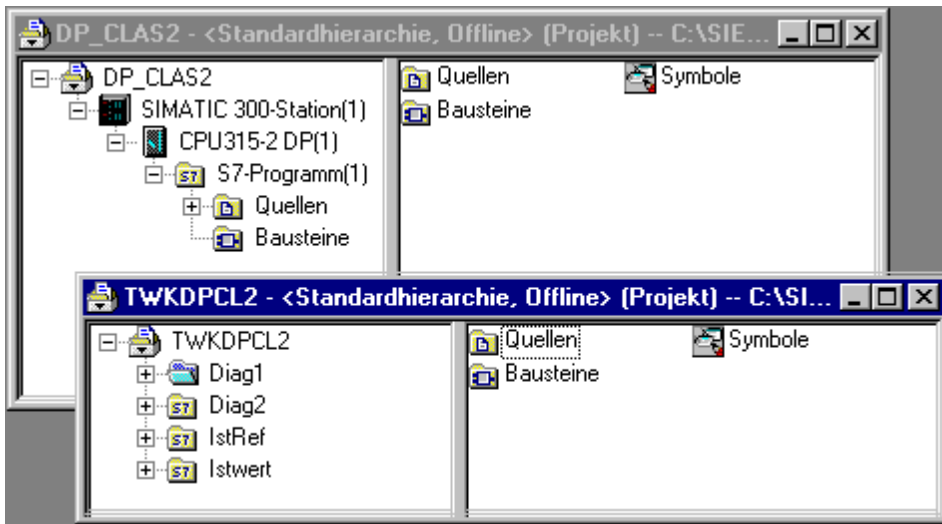 DP_CLAS2 - <Standardhierarchie, Offline> (Projekt) -- C:\SIE...
DP_CLAS2
SIMATIC 300-Station(1)
CPU315-2 DP(1)
S7-Programm(1)
Quellen
Bausteine
Quellen Symbole
Bausteine
TWKDPCL2 - <Standardhierarchie, Offline> (Projekt) -- C:\SI...
TWKDPCL2
Diag1
Diag2
IstRef
Istwert
Quellen Symbole
Bausteine